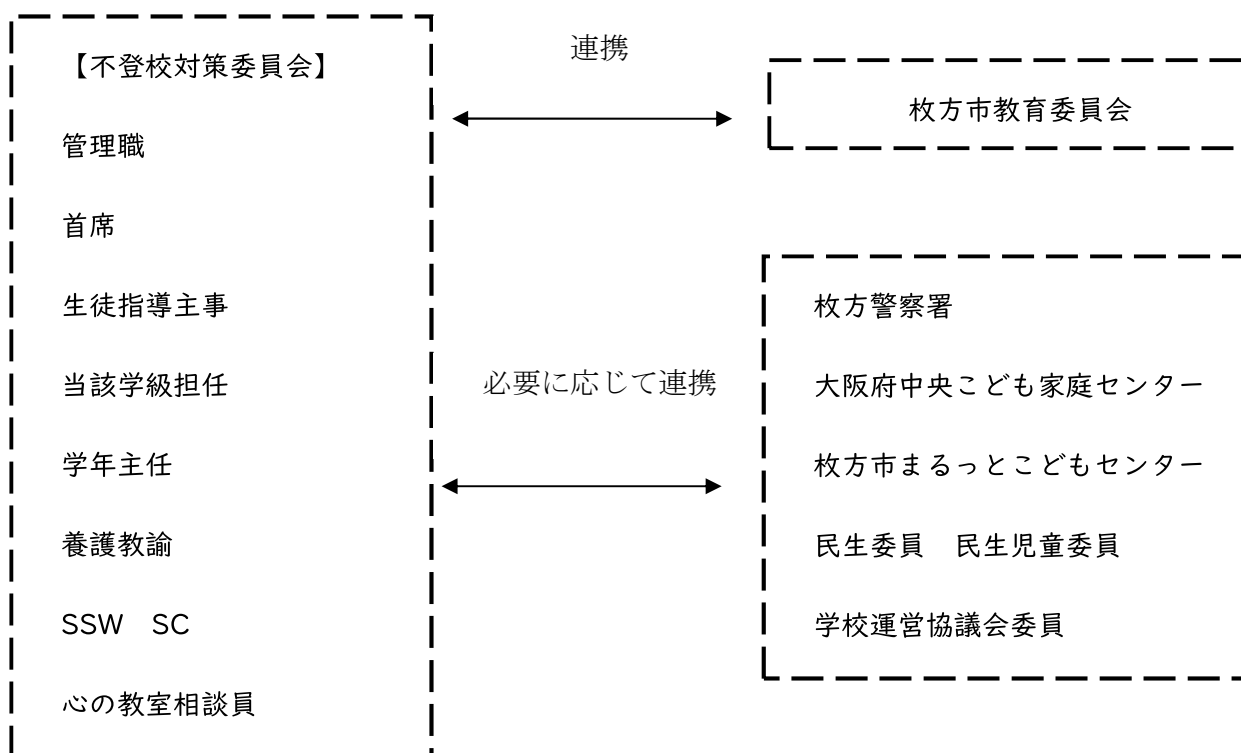 【不登校対策委員会】
管理職
首席
生徒指導主事
当該学級担任
学年主任
養護教諭
SSW　SC
心の教室相談員
連携
必要に応じて連携
枚方市教育委員会
枚方警察署
大阪府中央こども家庭センター
枚方市まるっとこどもセンター
民生委員　民生児童委員
学校運営協議会委員